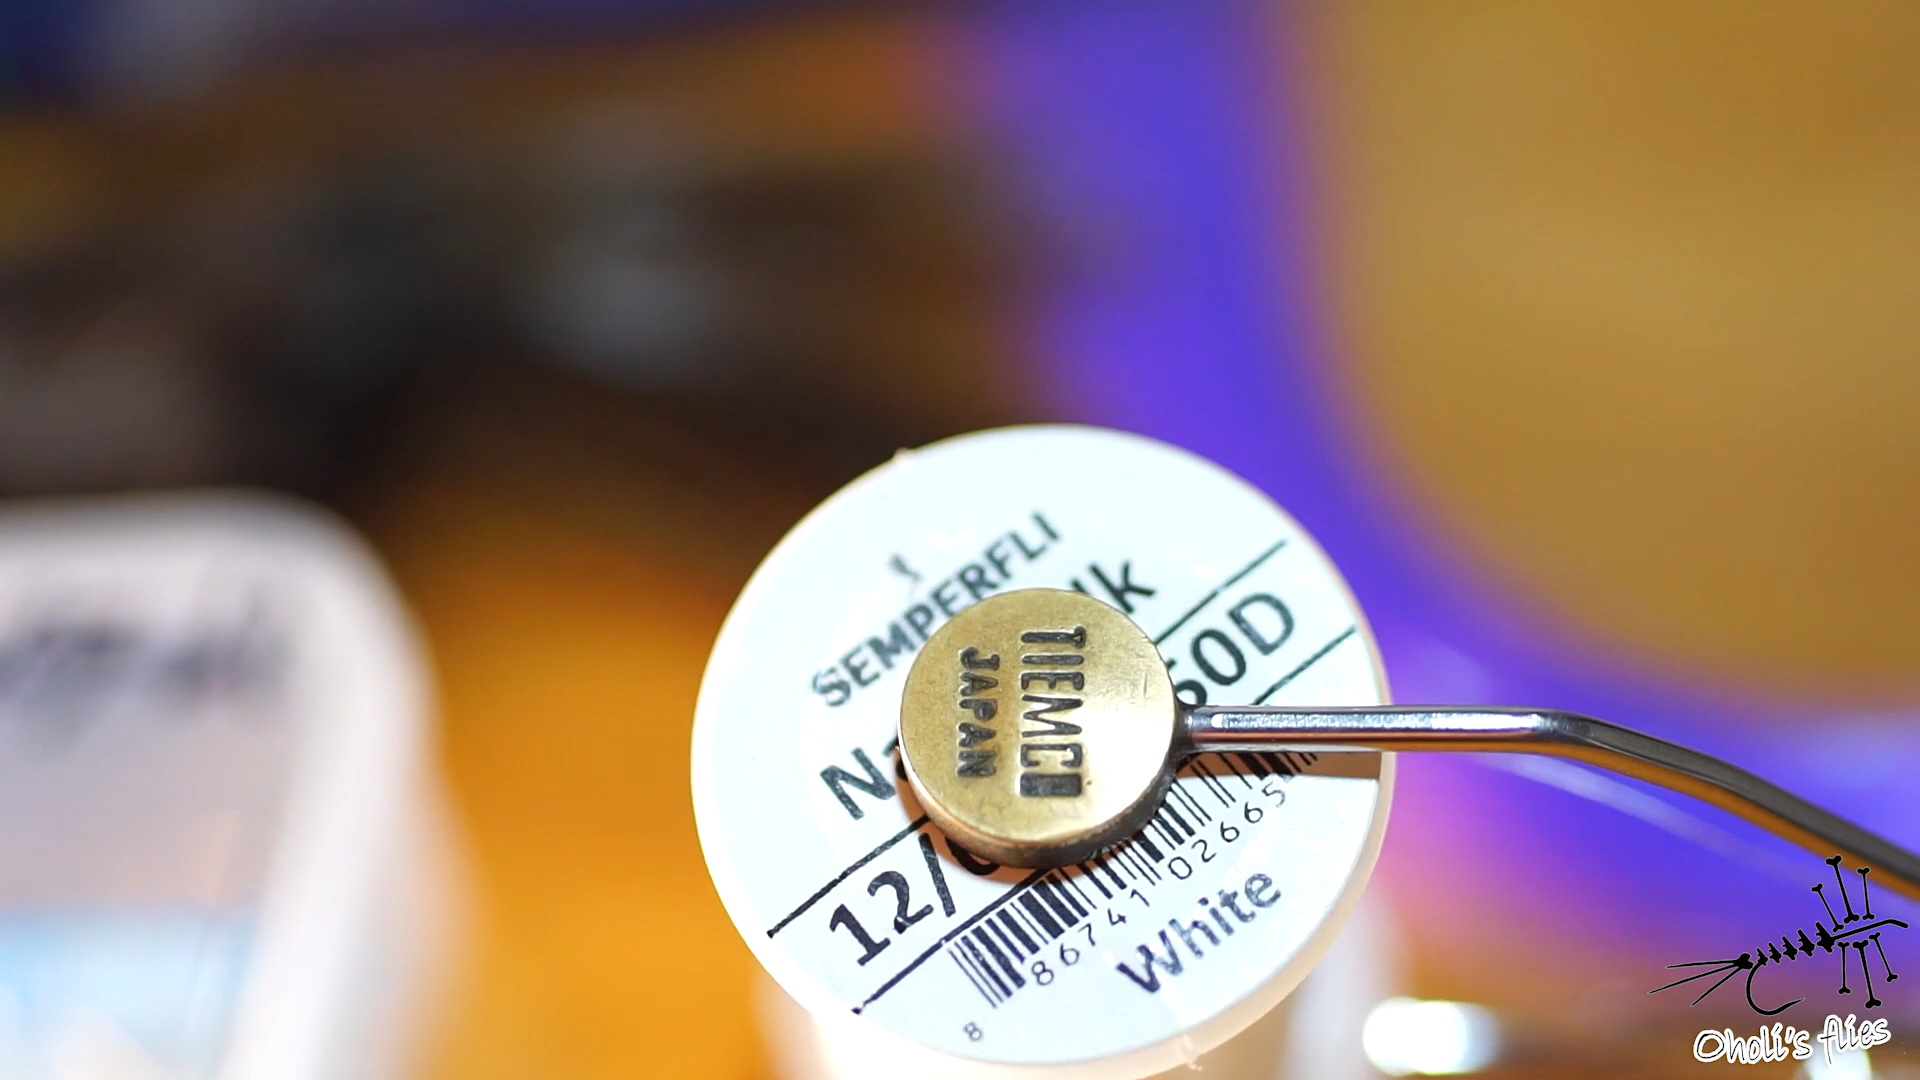 SEMPERFLI
12/
50D
8 86741 02665
White
TIEMCO
JAPAN
Oholi's flies